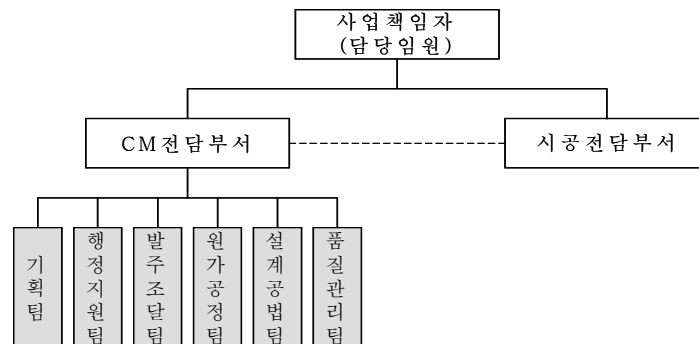 사업책임자
(담당임원)
CM전담부서
시공전담부서
기획팀
행정지원팀
발주조달팀
원가공정팀
설계공법팀
품질관리팀